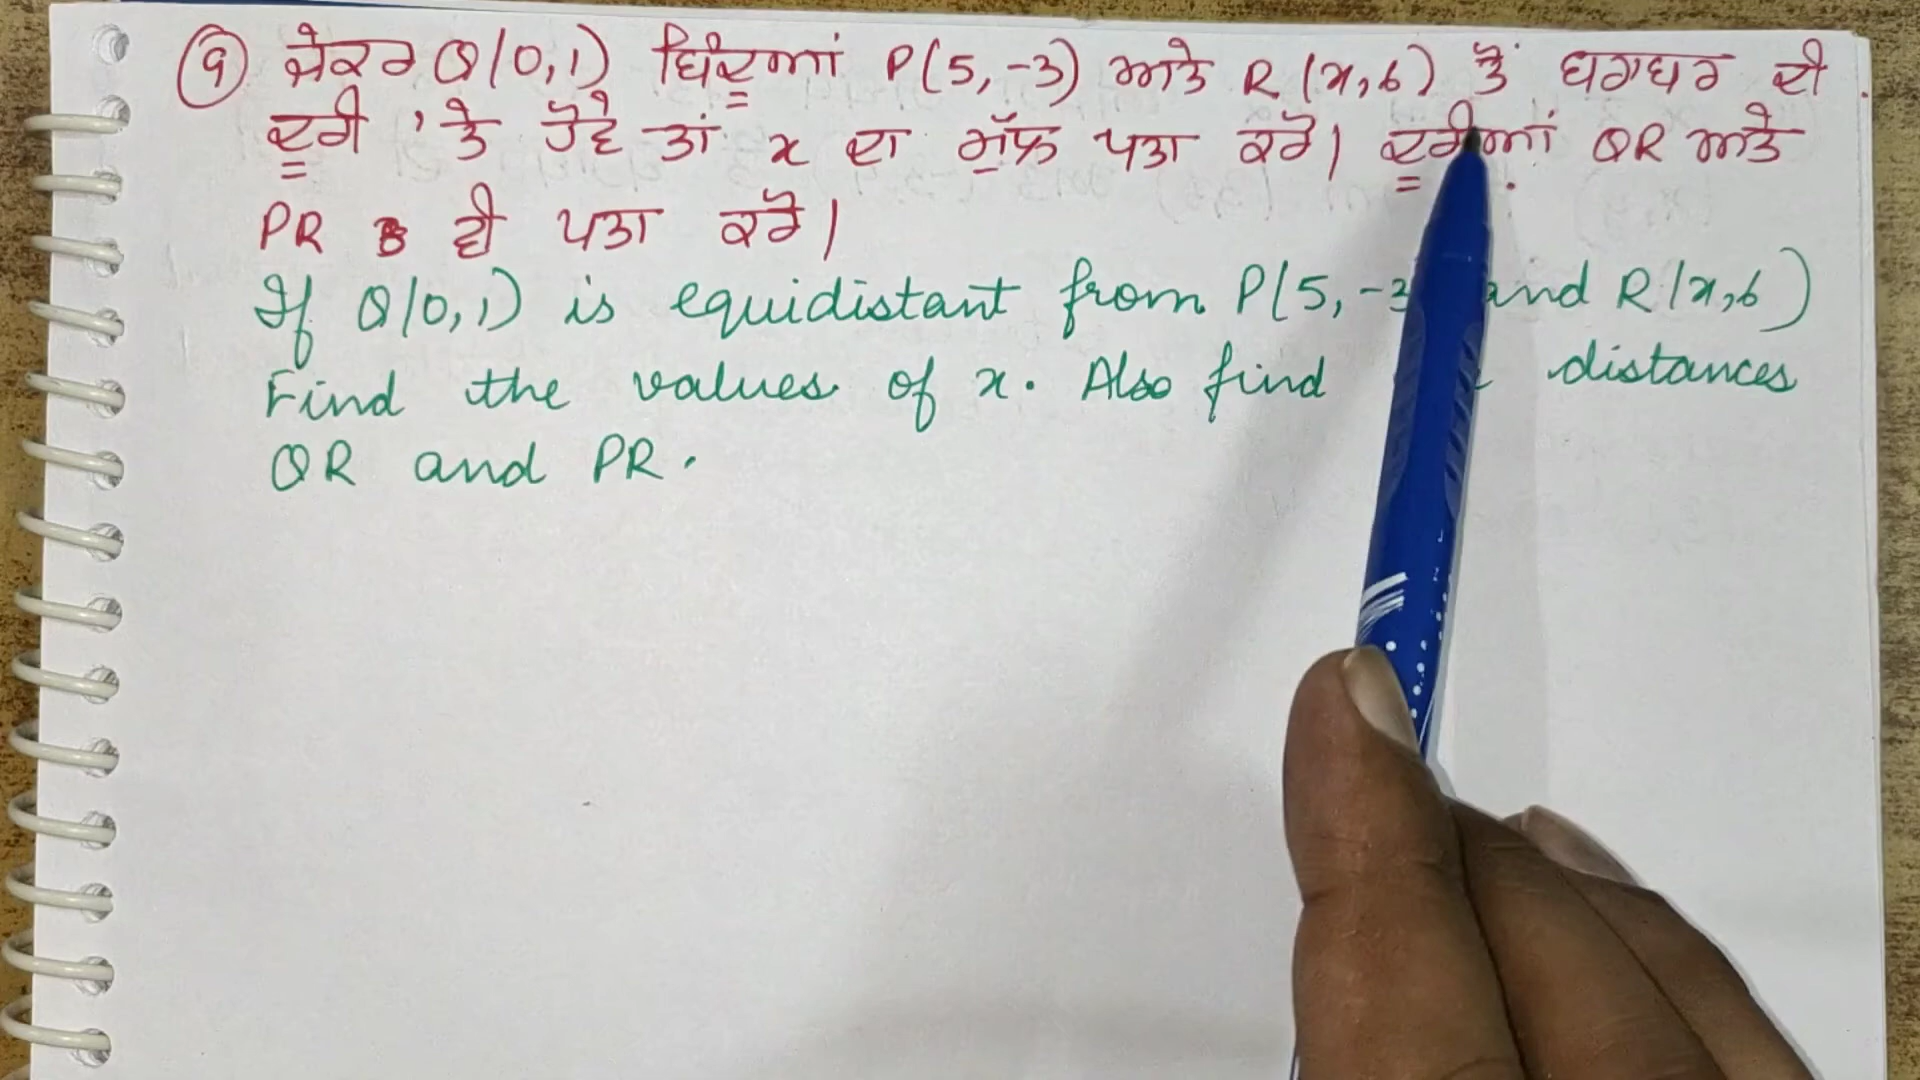 9 ਜੇਕਰ Q(0,1) ਬਿੰਦੂਆਂ P(5,-3) ਅਤੇ R(x,6) ਤੋਂ ਬਰਾਬਰ ਦੀ
ਦੂਰੀ 'ਤੇ ਹੋਵੇ ਤਾਂ x ਦਾ ਮੁੱਲ ਪਤਾ ਕਰੋ। ਦੂਰੀਆਂ QR ਅਤੇ
PR ਵੀ ਪਤਾ ਕਰੋ।
If Q(0,1) is equidistant from P(5,-3 and R(x,6)
Find the values of x. Also find distances
QR and PR.